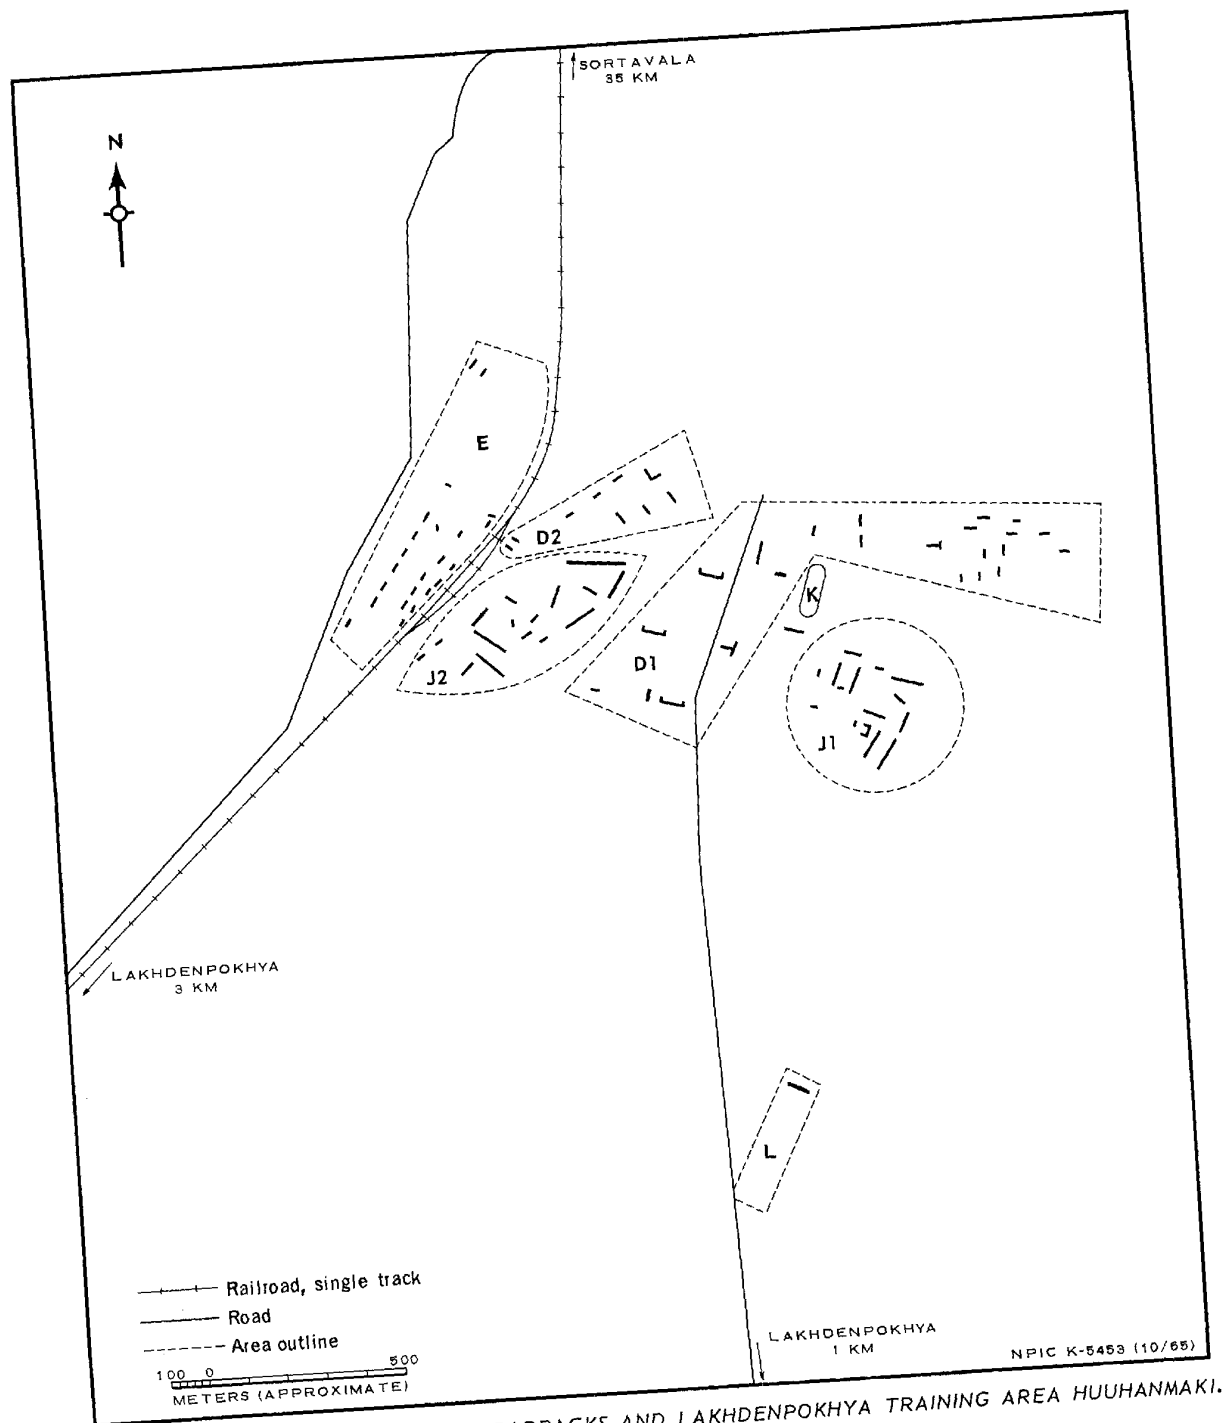 SORTAVALA
35 KM
N
E
D2
K
D1
J2
J1
LAKHDENPOKHYA
3 KM
L
Railroad, single track
Road
Area outline
100 0 500
METERS (APPROXIMATE)
LAKHDENPOKHYA
1 KM
NPIC K-5453 (10/65)
AND LAKHDENPOKHYA TRAINING AREA HUUHANMAKI.